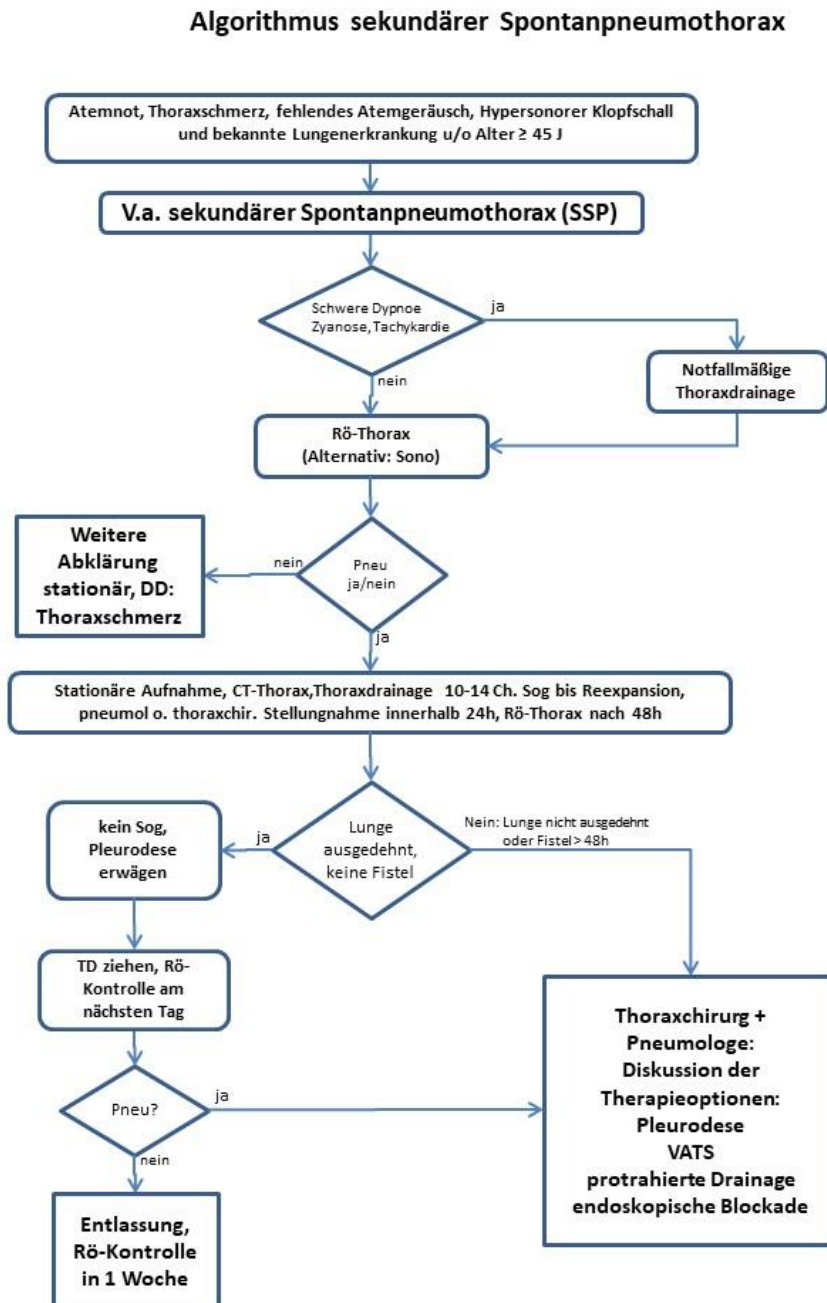 Algorithmus sekundärer Spontanpneumothorax
Atemnot, Thoraxschmerz, fehlendes Atemgeräusch, Hypersonorer Klopfschall
und bekannte Lungenerkrankung u/o Alter ≥ 45 J
V.a. sekundärer Spontanpneumothorax (SSP)
Schwere Dypnoe
Zyanose, Tachykardie
ja
nein
Notfallmäßige
Thoraxdrainage
Rö-Thorax
(Alternativ: Sono)
Pneu
ja/nein
nein
Weitere
Abklärung
stationär, DD:
Thoraxschmerz
ja
Stationäre Aufnahme, CT-Thorax,Thoraxdrainage 10-14 Ch. Sog bis Reexpansion,
pneumol o. thoraxchir. Stellungnahme innerhalb 24h, Rö-Thorax nach 48h
Lunge
ausgedehnt,
keine Fistel
ja
kein Sog,
Pleurodese
erwägen
Nein: Lunge nicht ausgedehnt
oder Fistel > 48h
TD ziehen, Rö-
Kontrolle am
nächsten Tag
Pneu?
ja
nein
Thoraxchirurg +
Pneumologe:
Diskussion der
Therapieoptionen:
Pleurodese
VATS
protrahierte Drainage
endoskopische Blockade
Entlassung,
Rö-Kontrolle
in 1 Woche